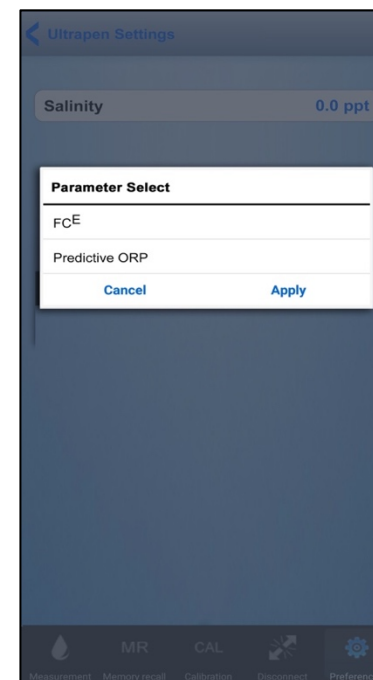 Ultrapen Settings
Salinity 0.0 ppt
Parameter Select
FCE
Predictive ORP
Cancel Apply
MR CAL
Measurement Memory recall Calibration Disconnect Preferenc